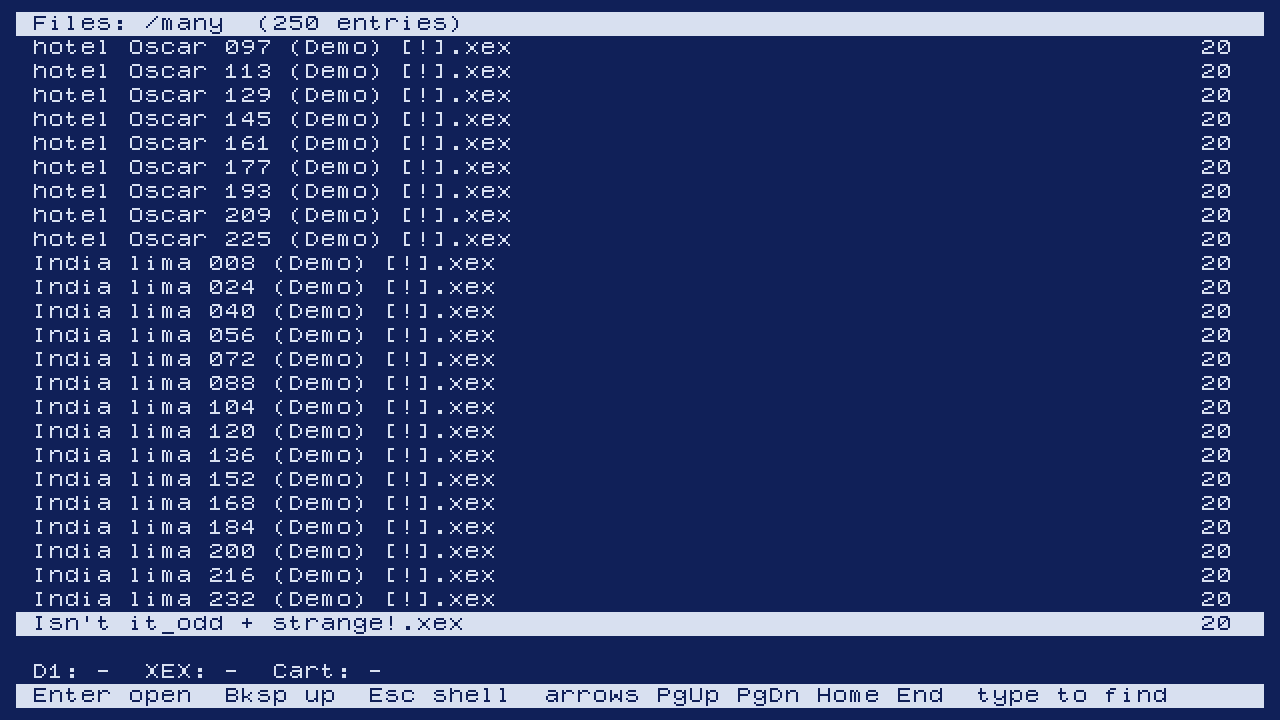 Files: /many  (250 entries)
hotel Oscar 097 (Demo) [!].xex 20
hotel Oscar 113 (Demo) [!].xex 20
hotel Oscar 129 (Demo) [!].xex 20
hotel Oscar 145 (Demo) [!].xex 20
hotel Oscar 161 (Demo) [!].xex 20
hotel Oscar 177 (Demo) [!].xex 20
hotel Oscar 193 (Demo) [!].xex 20
hotel Oscar 209 (Demo) [!].xex 20
hotel Oscar 225 (Demo) [!].xex 20
India lima 008 (Demo) [!].xex 20
India lima 024 (Demo) [!].xex 20
India lima 040 (Demo) [!].xex 20
India lima 056 (Demo) [!].xex 20
India lima 072 (Demo) [!].xex 20
India lima 088 (Demo) [!].xex 20
India lima 104 (Demo) [!].xex 20
India lima 120 (Demo) [!].xex 20
India lima 136 (Demo) [!].xex 20
India lima 152 (Demo) [!].xex 20
India lima 168 (Demo) [!].xex 20
India lima 184 (Demo) [!].xex 20
India lima 200 (Demo) [!].xex 20
India lima 216 (Demo) [!].xex 20
India lima 232 (Demo) [!].xex 20
Isn't it_odd + strange!.xex 20
D1: -  XEX: -  Cart: -
Enter open  Bksp up  Esc shell  arrows PgUp PgDn Home End  type to find